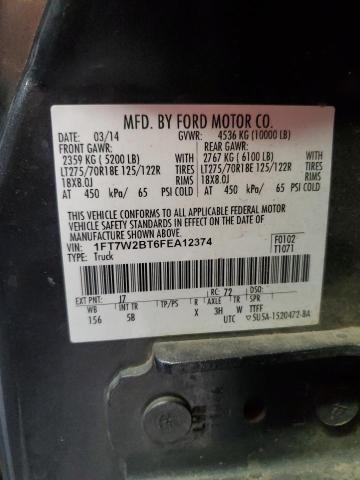 MFD. BY FORD MOTOR CO.
DATE: 03/14 GVWR: 4536 KG (10000 LB)
FRONT GAWR: REAR GAWR:
2359 KG ( 5200 LB) WITH 2767 KG ( 6100 LB) WITH
LT275/70R18E 125/122R TIRES LT275/70R18E 125/122R TIRES
18X8.0J RIMS 18X8.0J RIMS
AT 450 kPa/ 65 PSI COLD AT 450 kPa/ 65 PSI COLD
THIS VEHICLE CONFORMS TO ALL APPLICABLE FEDERAL MOTOR
VEHICLE SAFETY STANDARDS IN EFFECT ON THE DATE OF
MANUFACTURE SHOWN ABOVE.
VIN: 1FT7W2BT6FEA12374 F0102
TYPE: Truck T1071
EXT PNT: J7 RC: 72 DSO:
WB INT TR TP/PS R AXLE TR SPR
156 5B X 3H W TTFF
UTC 5U5A-1520472-BA